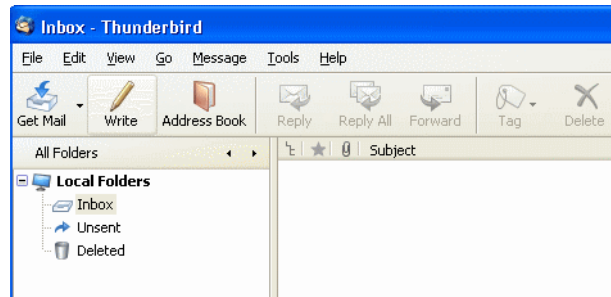 Inbox - Thunderbird
File Edit View Go Message Tools Help
Get Mail Write Address Book Reply Reply All Forward Tag Delete
All Folders Subject
Local Folders
Inbox
Unsent
Deleted